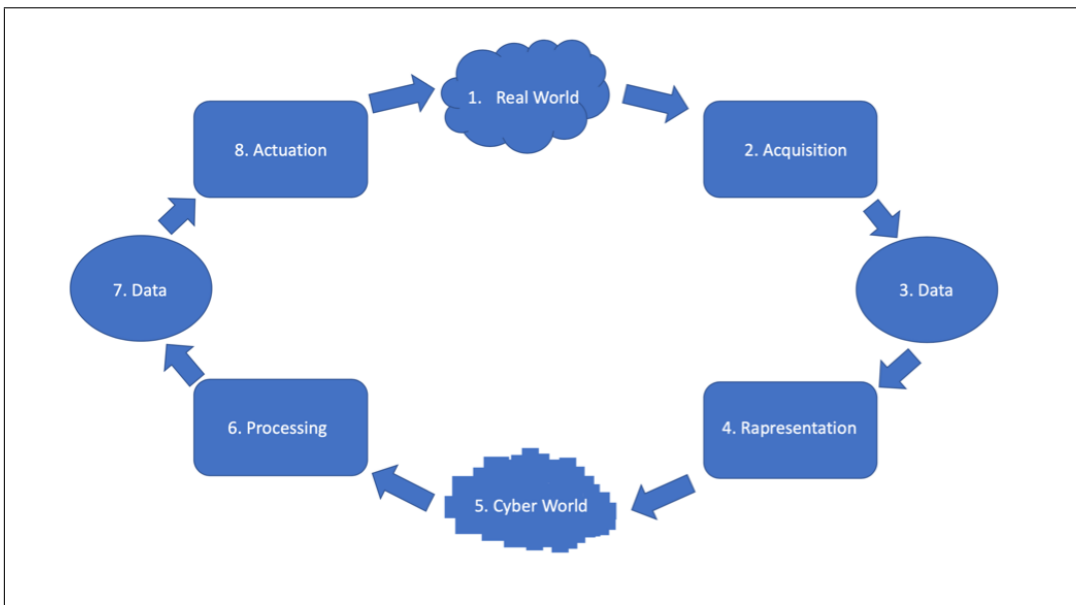 1. Real World
2. Acquisition
3. Data
4. Rapresentation
5. Cyber World
6. Processing
7. Data
8. Actuation